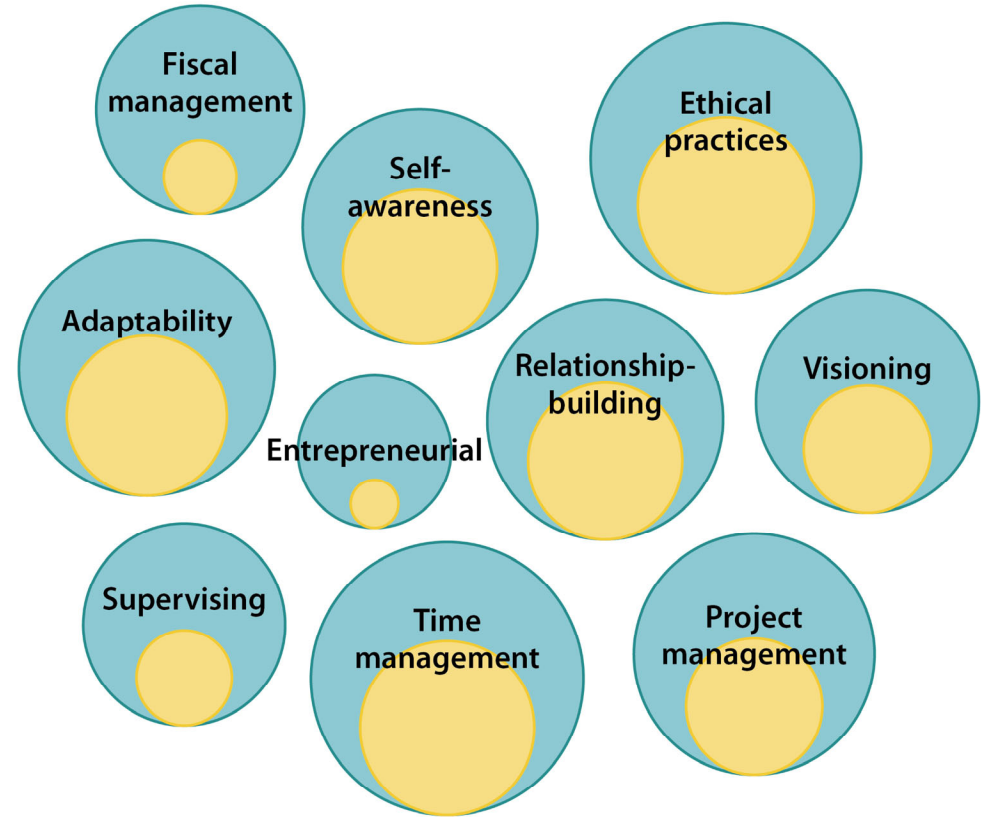 Fiscal
management
Ethical
practices
Self-
awareness
Adaptability
Relationship-
building
Visioning
Entrepreneurial
Supervising
Time
management
Project
management